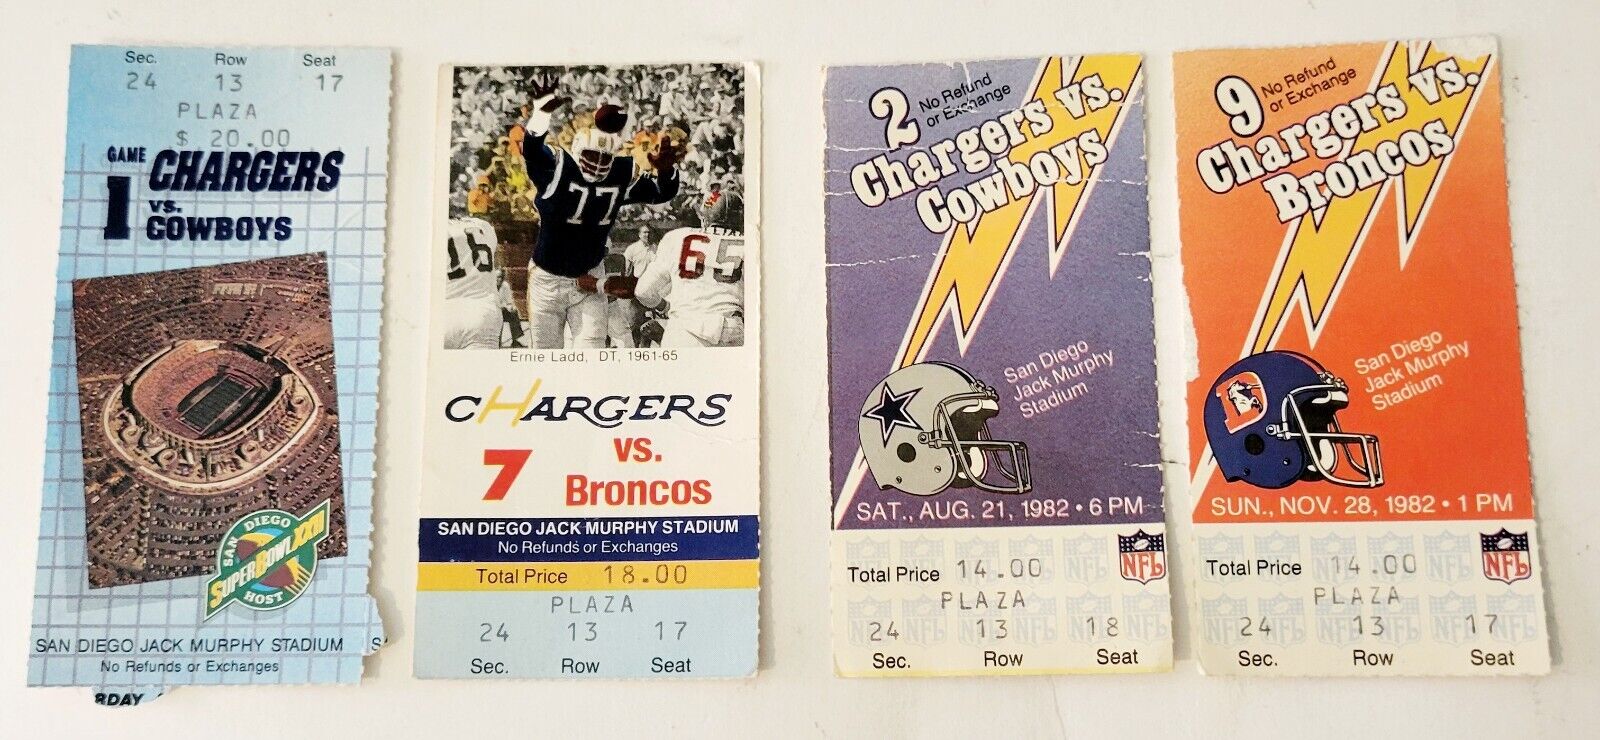 Sec. Row Seat
24 13 17
PLAZA
$ 20.00
GAME
1
CHARGERS
VS.
COWBOYS
SAN DIEGO
SUPER BOWL XXII
HOST
SAN DIEGO JACK MURPHY STADIUM
No Refunds or Exchanges
RDAY
77
16
65
Ernie Ladd, DT, 1961-65
CHARGERS
vs.
7 Broncos
SAN DIEGO JACK MURPHY STADIUM
No Refunds or Exchanges
Total Price 18.00
PLAZA
24 13 17
Sec. Row Seat
2 No Refund
or Exchange
Chargers vs.
Cowboys
San Diego
Jack Murphy
Stadium
SAT., AUG. 21, 1982 • 6 PM
Total Price 14.00 NFL
PLAZA
24 13 18
Sec. Row Seat
9 No Refund
or Exchange
Chargers vs.
Broncos
San Diego
Jack Murphy
Stadium
SUN., NOV. 28, 1982 • 1 PM
Total Price 14.00 NFL
PLAZA
24 13 17
Sec. Row Seat